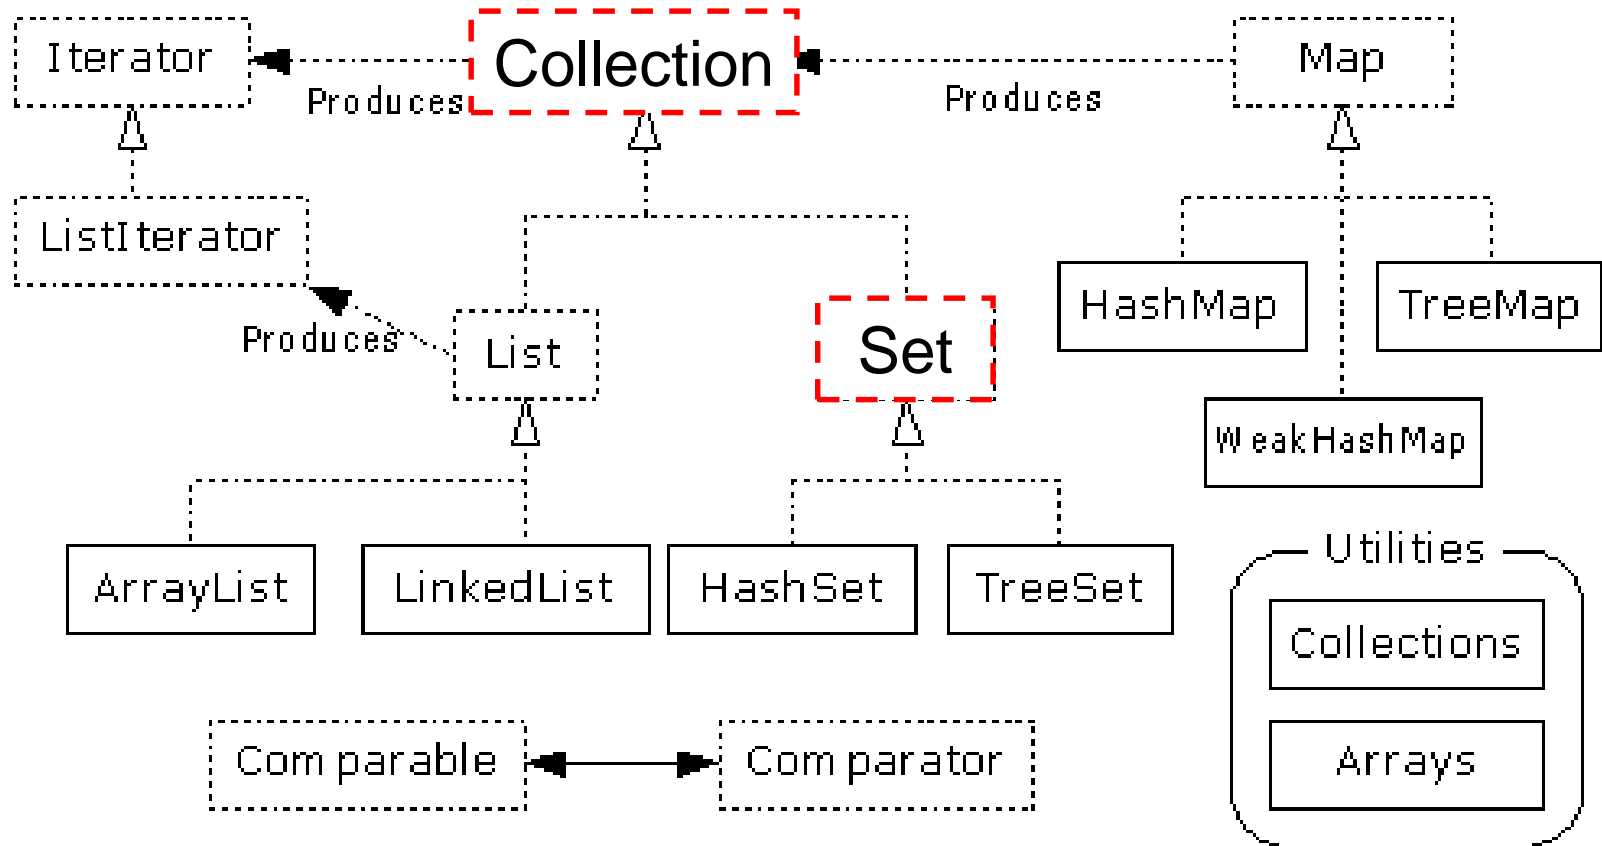 Iterator
Collection
Map
Produces
Produces
ListIterator
HashMap
TreeMap
Produces
List
Set
WeakHashMap
ArrayList
LinkedList
HashSet
TreeSet
Utilities
Collections
Arrays
Comparable
Comparator